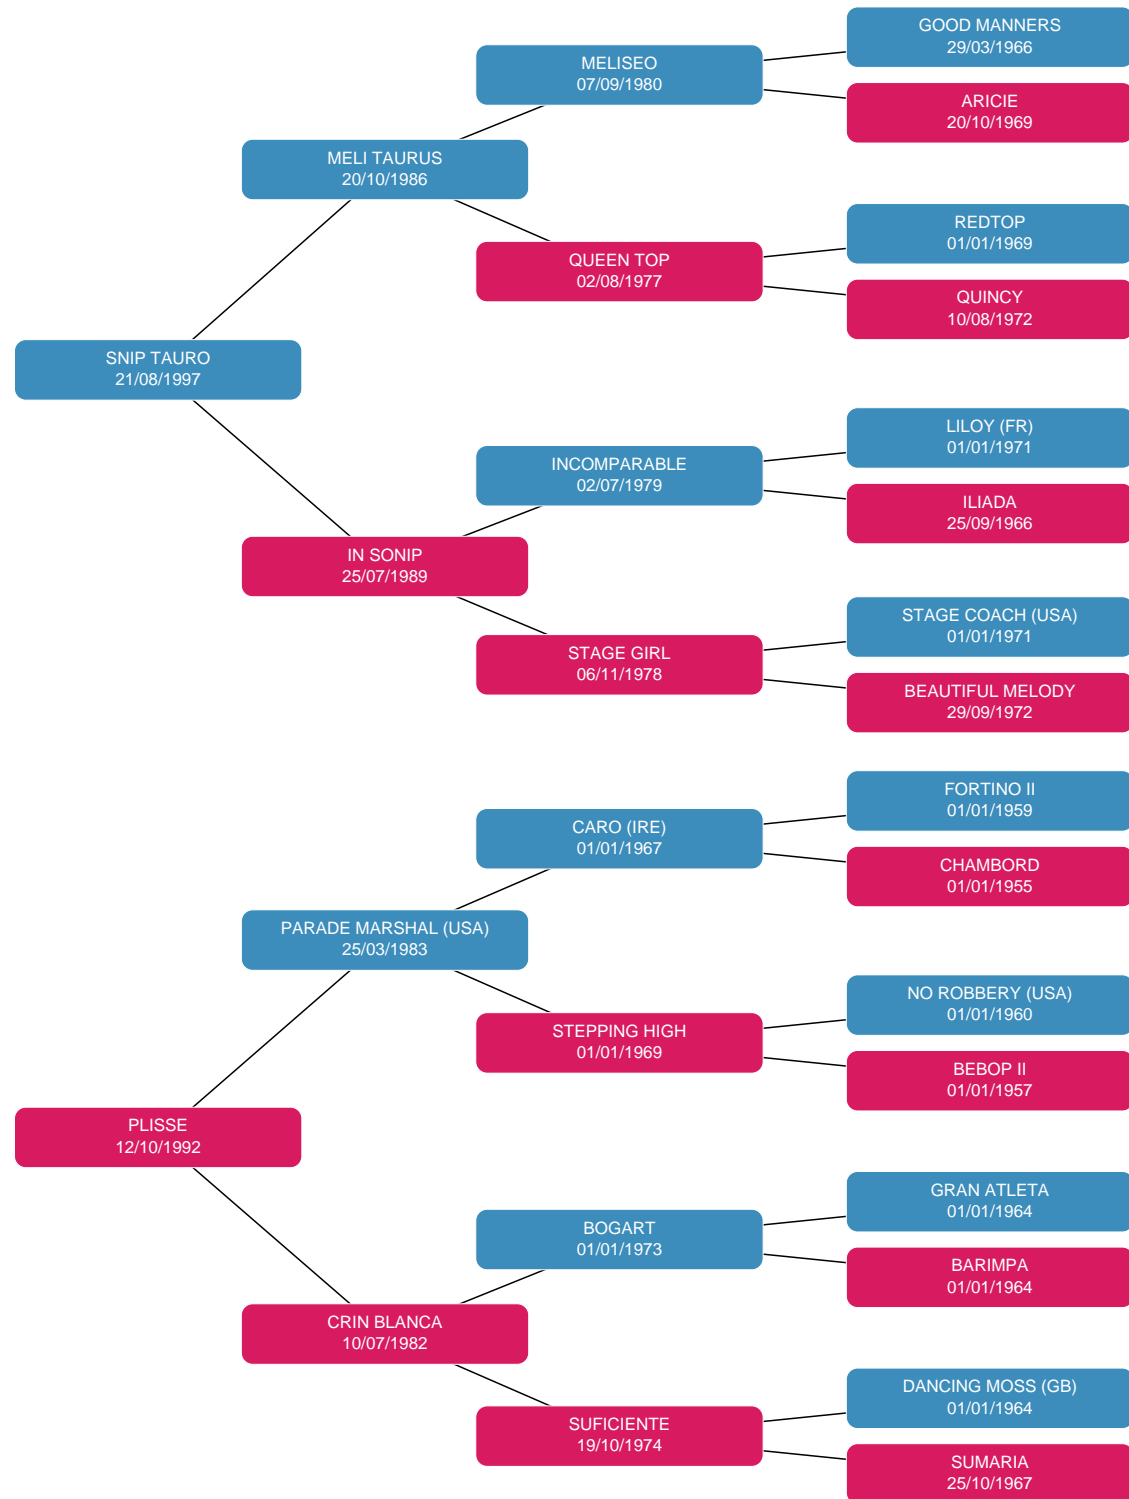 GOOD MANNERS
29/03/1966
MELISEO
07/09/1980
ARICIE
20/10/1969
MELI TAURUS
20/10/1986
REDTOP
01/01/1969
QUEEN TOP
02/08/1977
QUINCY
10/08/1972
SNIP TAURO
21/08/1997
LILOY (FR)
01/01/1971
INCOMPARABLE
02/07/1979
ILIADA
25/09/1966
IN SONIP
25/07/1989
STAGE COACH (USA)
01/01/1971
STAGE GIRL
06/11/1978
BEAUTIFUL MELODY
29/09/1972
FORTINO II
01/01/1959
CARO (IRE)
01/01/1967
CHAMBORD
01/01/1955
PARADE MARSHAL (USA)
25/03/1983
NO ROBBERY (USA)
01/01/1960
STEPPING HIGH
01/01/1969
BEBOP II
01/01/1957
PLISSE
12/10/1992
GRAN ATLETA
01/01/1964
BOGART
01/01/1973
BARIMPA
01/01/1964
CRIN BLANCA
10/07/1982
DANCING MOSS (GB)
01/01/1964
SUFICIENTE
19/10/1974
SUMARIA
25/10/1967